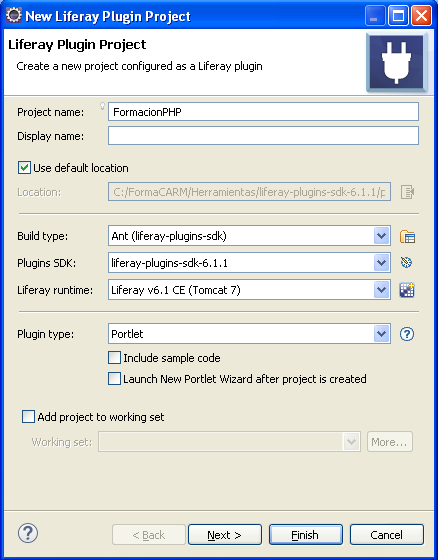 New Liferay Plugin Project
Liferay Plugin Project
Create a new project configured as a Liferay plugin
Project name: FormacionPHP
Display name:
Use default location
Location: C:/FormaCARM/Herramientas/liferay-plugins-sdk-6.1.1/p
Build type: Ant (liferay-plugins-sdk)
Plugins SDK: liferay-plugins-sdk-6.1.1
Liferay runtime: Liferay v6.1 CE (Tomcat 7)
Plugin type: Portlet
Include sample code
Launch New Portlet Wizard after project is created
Add project to working set
Working set: More...
< Back Next > Finish Cancel